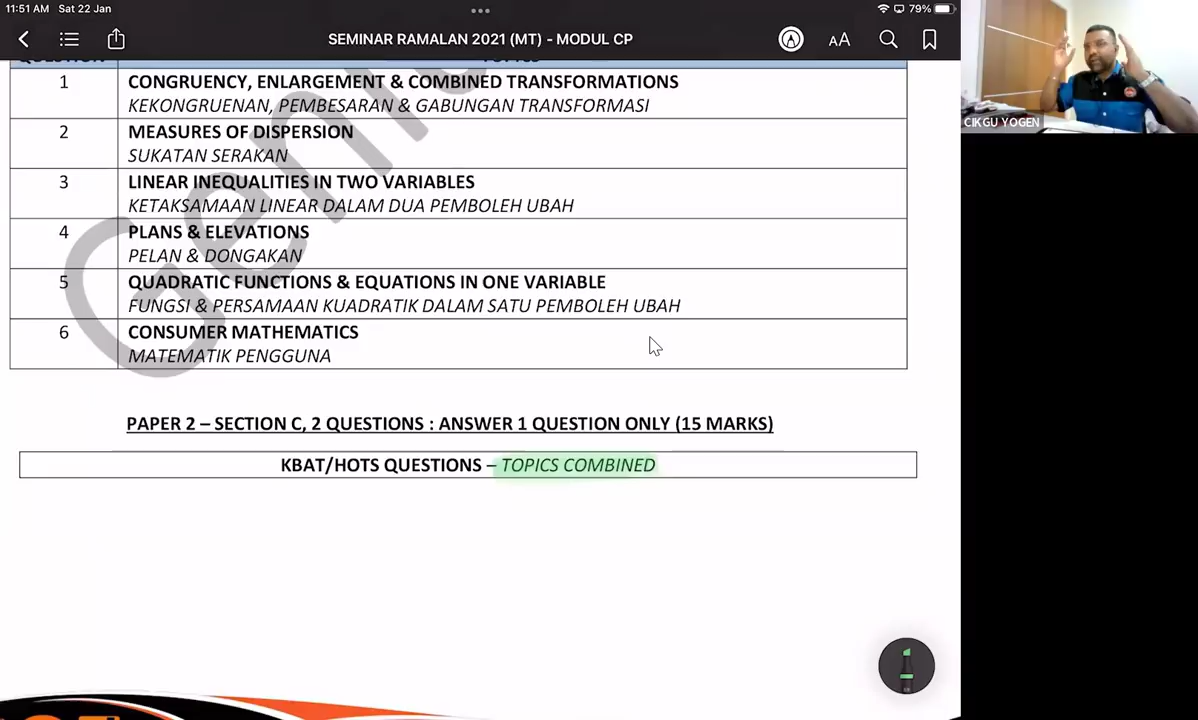 11:51 AM Sat 22 Jan
79%
SEMINAR RAMALAN 2021 (MT) - MODUL CP
AA
CIKGU YOGEN
QUESTION TOPICS
1 CONGRUENCY, ENLARGEMENT & COMBINED TRANSFORMATIONS
KEKONGRUENAN, PEMBESARAN & GABUNGAN TRANSFORMASI
2 MEASURES OF DISPERSION
SUKATAN SERAKAN
3 LINEAR INEQUALITIES IN TWO VARIABLES
KETAKSAMAAN LINEAR DALAM DUA PEMBOLEH UBAH
4 PLANS & ELEVATIONS
PELAN & DONGAKAN
5 QUADRATIC FUNCTIONS & EQUATIONS IN ONE VARIABLE
FUNGSI & PERSAMAAN KUADRATIK DALAM SATU PEMBOLEH UBAH
6 CONSUMER MATHEMATICS
MATEMATIK PENGGUNA
PAPER 2 – SECTION C, 2 QUESTIONS : ANSWER 1 QUESTION ONLY (15 MARKS)
KBAT/HOTS QUESTIONS – TOPICS COMBINED